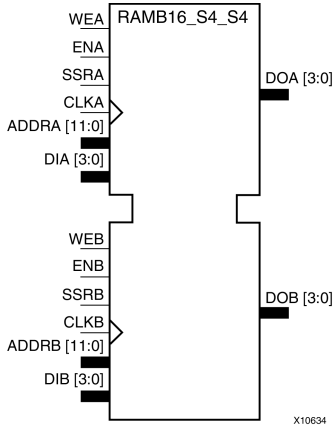 RAMB16_S4_S4
WEA
ENA
SSRA
CLKA
ADDRA [11:0]
DIA [3:0]
DOA [3:0]
WEB
ENB
SSRB
CLKB
ADDRB [11:0]
DIB [3:0]
DOB [3:0]
X10634